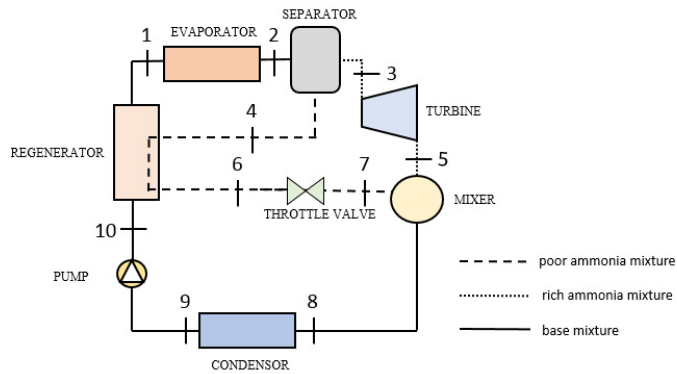 SEPARATOR
EVAPORATOR
1
2
3
TURBINE
4
REGENERATOR
5
6
7
THROTTLE VALVE
MIXER
10
PUMP
9
8
CONDENSOR
poor ammonia mixture
rich ammonia mixture
base mixture